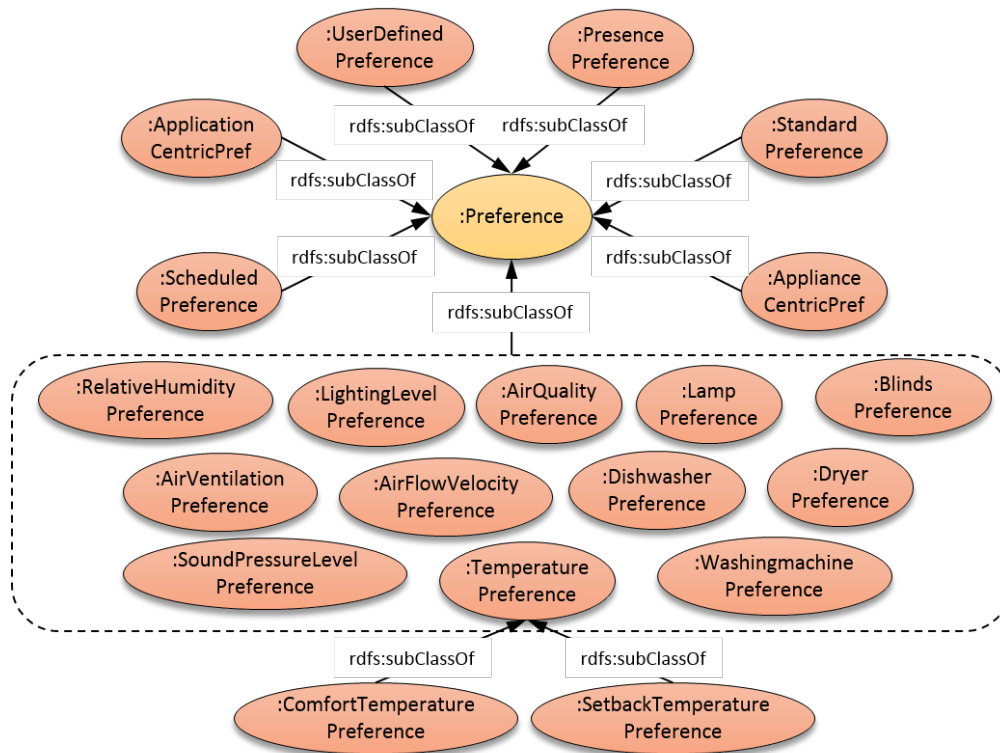 :UserDefined
Preference
:Presence
Preference
rdfs:subClassOf
rdfs:subClassOf
:Application
CentricPref
:Standard
Preference
rdfs:subClassOf
rdfs:subClassOf
:Preference
rdfs:subClassOf
rdfs:subClassOf
:Scheduled
Preference
:Appliance
CentricPref
rdfs:subClassOf
:RelativeHumidity
Preference
:LightingLevel
Preference
:AirQuality
Preference
:Lamp
Preference
:Blinds
Preference
:AirVentilation
Preference
:AirFlowVelocity
Preference
:Dishwasher
Preference
:Dryer
Preference
:SoundPressureLevel
Preference
:Temperature
Preference
:Washingmachine
Preference
rdfs:subClassOf
rdfs:subClassOf
:ComfortTemperature
Preference
:SetbackTemperature
Preference